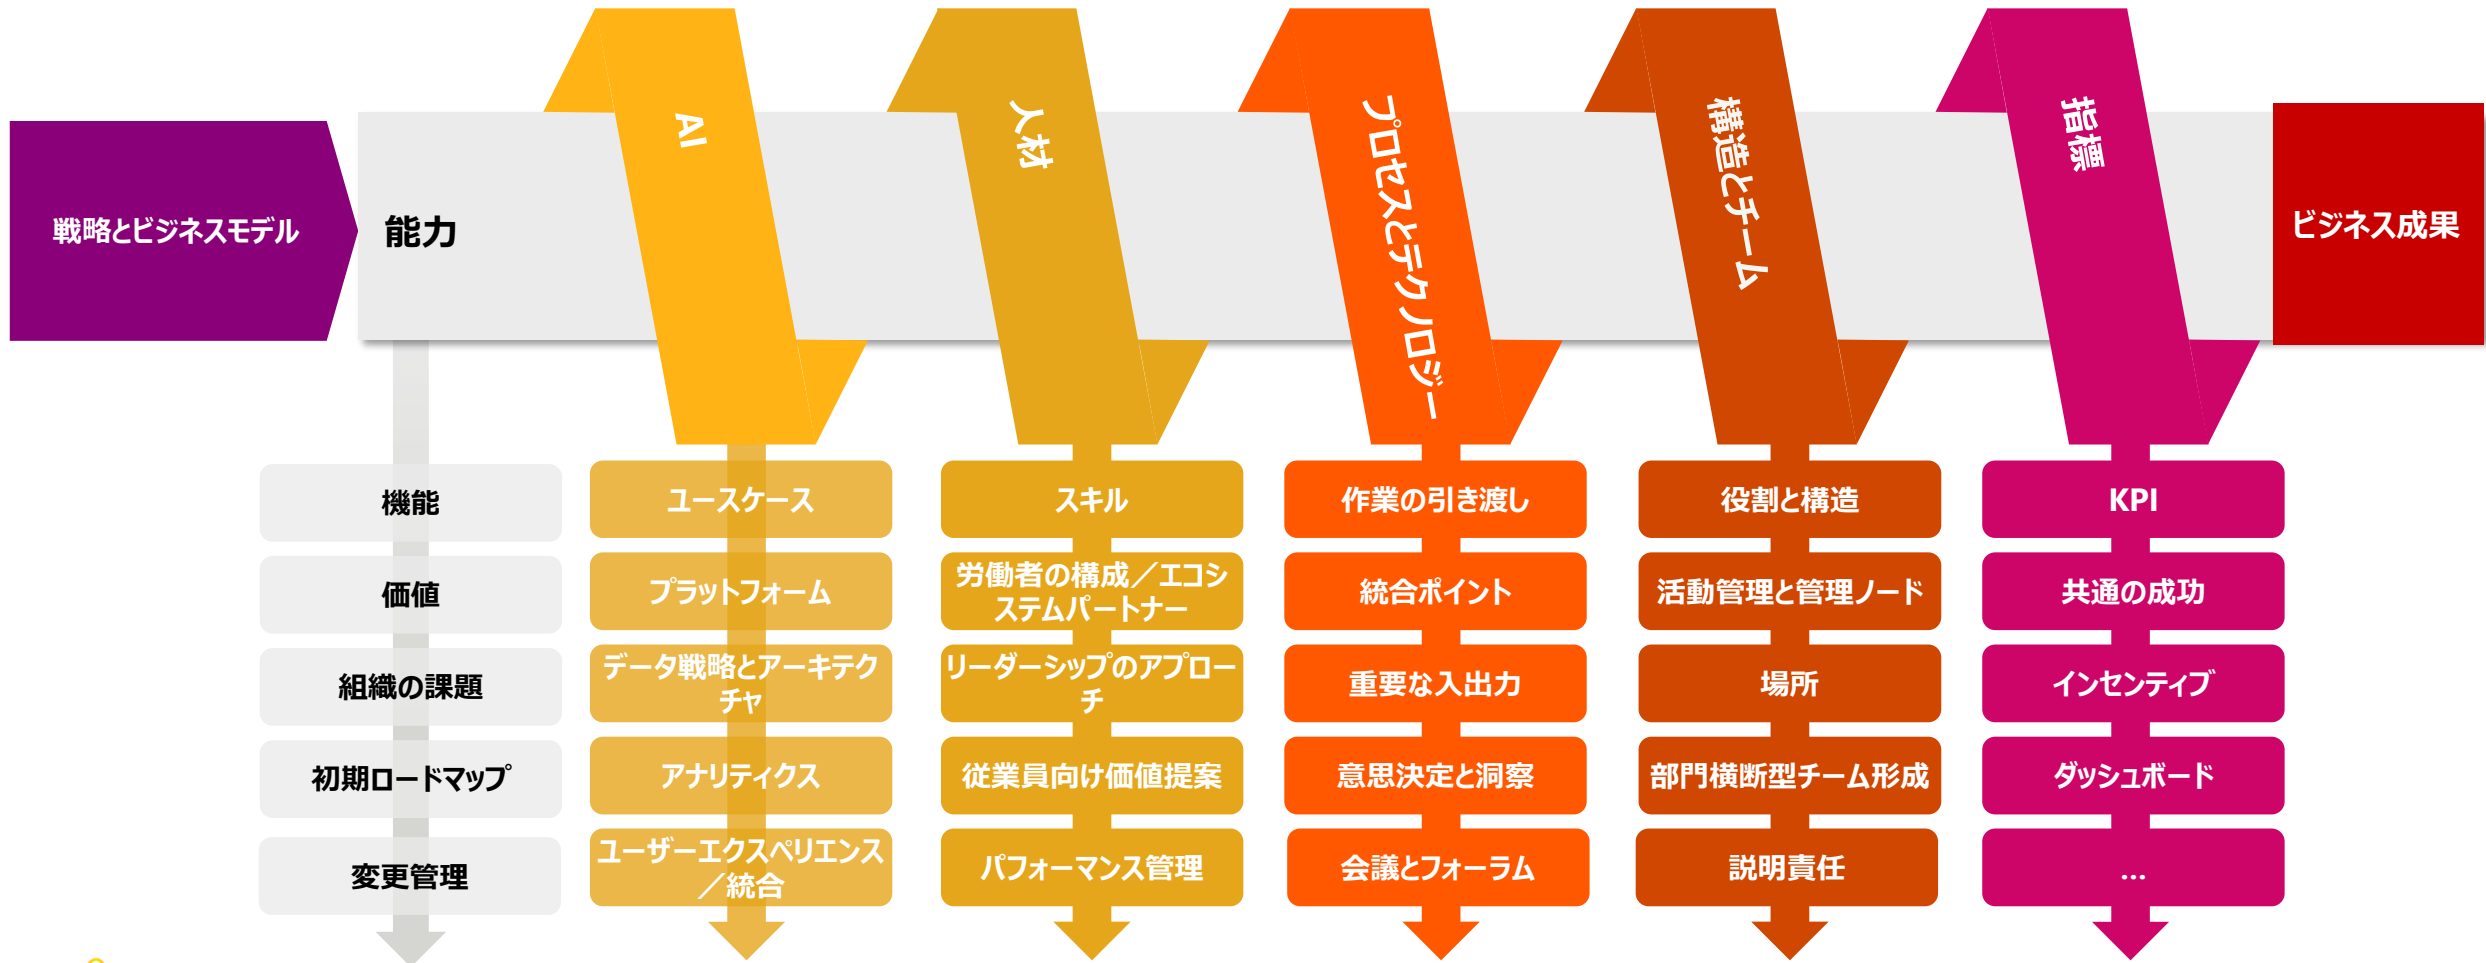 戦略とビジネスモデル
能力
AI
人材
プロセスとテクノロジー
構造とチーム
指標
ビジネス成果
機能
価値
組織の課題
初期ロードマップ
変更管理
ユースケース
プラットフォーム
データ戦略とアーキテク
チャ
アナリティクス
ユーザーエクスペリエンス
／統合
スキル
労働者の構成／エコシ
ステムパートナー
リーダーシップのアプロー
チ
従業員向け価値提案
パフォーマンス管理
作業の引き渡し
統合ポイント
重要な入出力
意思決定と洞察
会議とフォーラム
役割と構造
活動管理と管理ノード
場所
部門横断型チーム形成
説明責任
KPI
共通の成功
インセンティブ
ダッシュボード
...